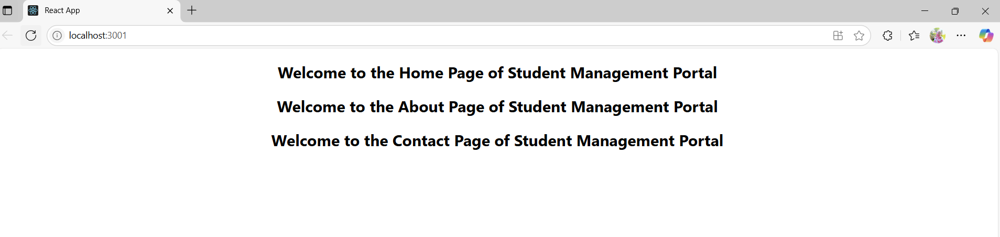 React App
localhost:3001
Welcome to the Home Page of Student Management Portal
Welcome to the About Page of Student Management Portal
Welcome to the Contact Page of Student Management Portal